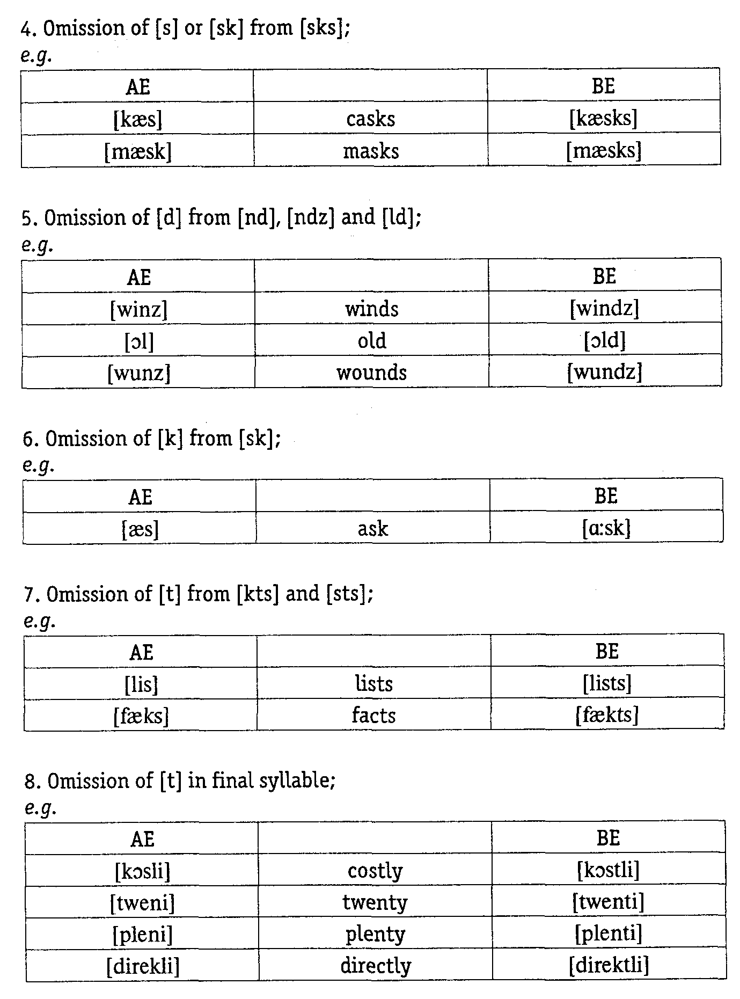 4. Omission of [s] or [sk] from [sks];
e.g.
AE BE
[kæs] casks [kæsks]
[mæsk] masks [mæsks]
5. Omission of [d] from [nd], [ndz] and [ld];
e.g.
AE BE
[winz] winds [windz]
[ɔl] old [ɔld]
[wunz] wounds [wundz]
6. Omission of [k] from [sk];
e.g.
AE BE
[æs] ask [ɑ:sk]
7. Omission of [t] from [kts] and [sts];
e.g.
AE BE
[lis] lists [lists]
[fæks] facts [fækts]
8. Omission of [t] in final syllable;
e.g.
AE BE
[kɔsli] costly [kɔstli]
[tweni] twenty [twenti]
[pleni] plenty [plenti]
[direkli] directly [direktli]